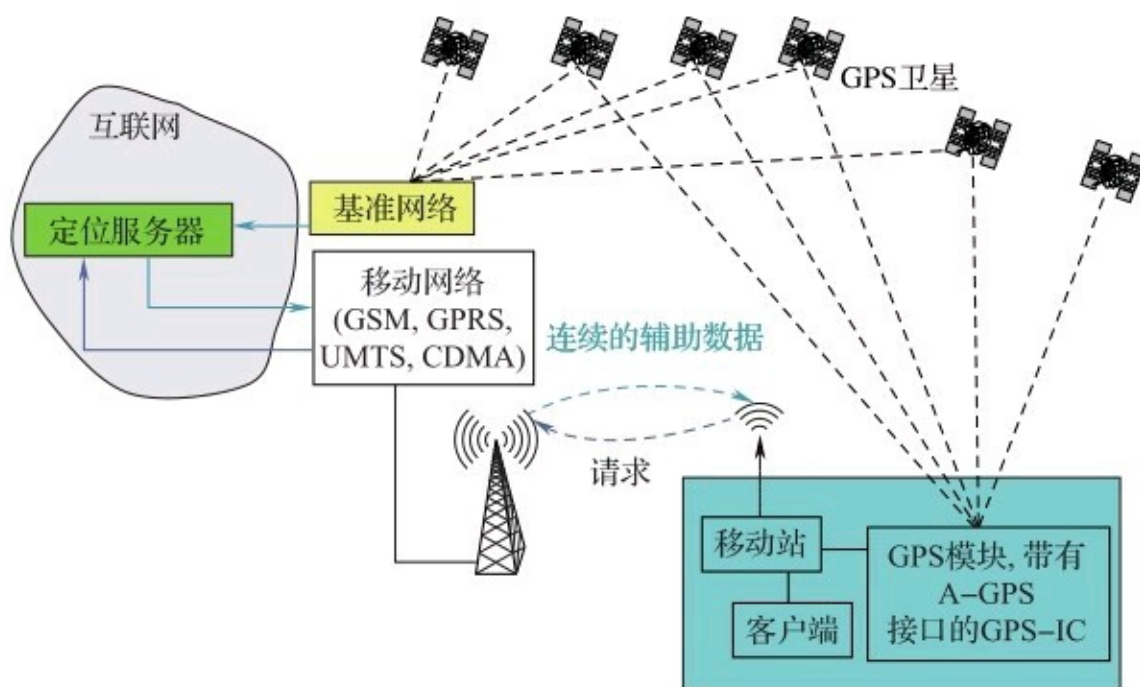 GPS卫星
互联网
基准网络
定位服务器
移动网络
(GSM, GPRS,
UMTS, CDMA)
连续的辅助数据
请求
移动站
客户端
GPS模块, 带有
A-GPS
接口的GPS-IC